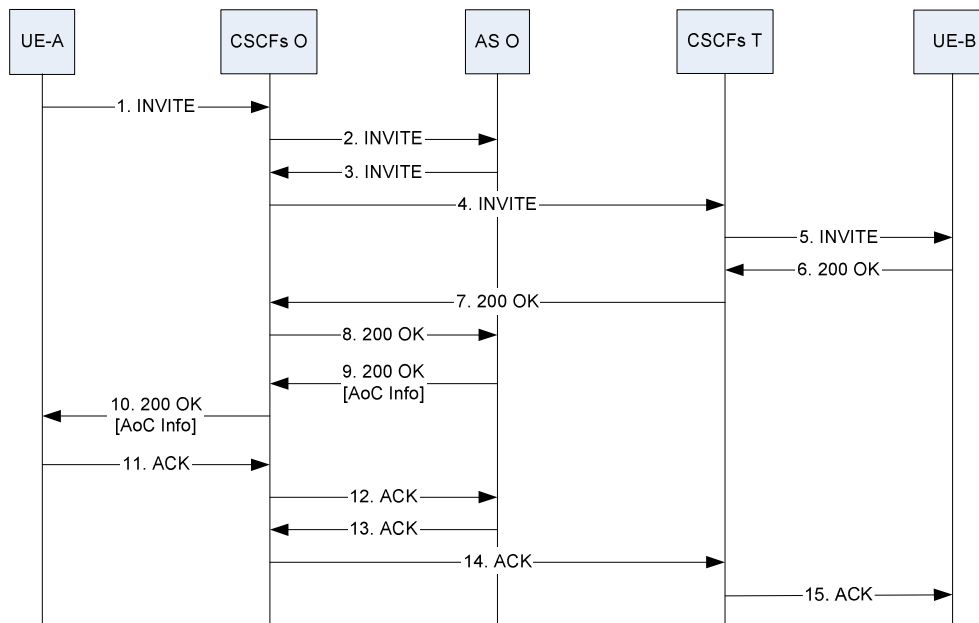 UE-A
CSCFs O
AS O
CSCFs T
UE-B
1. INVITE
2. INVITE
3. INVITE
4. INVITE
5. INVITE
6. 200 OK
7. 200 OK
8. 200 OK
9. 200 OK
[AoC Info]
10. 200 OK
[AoC Info]
11. ACK
12. ACK
13. ACK
14. ACK
15. ACK